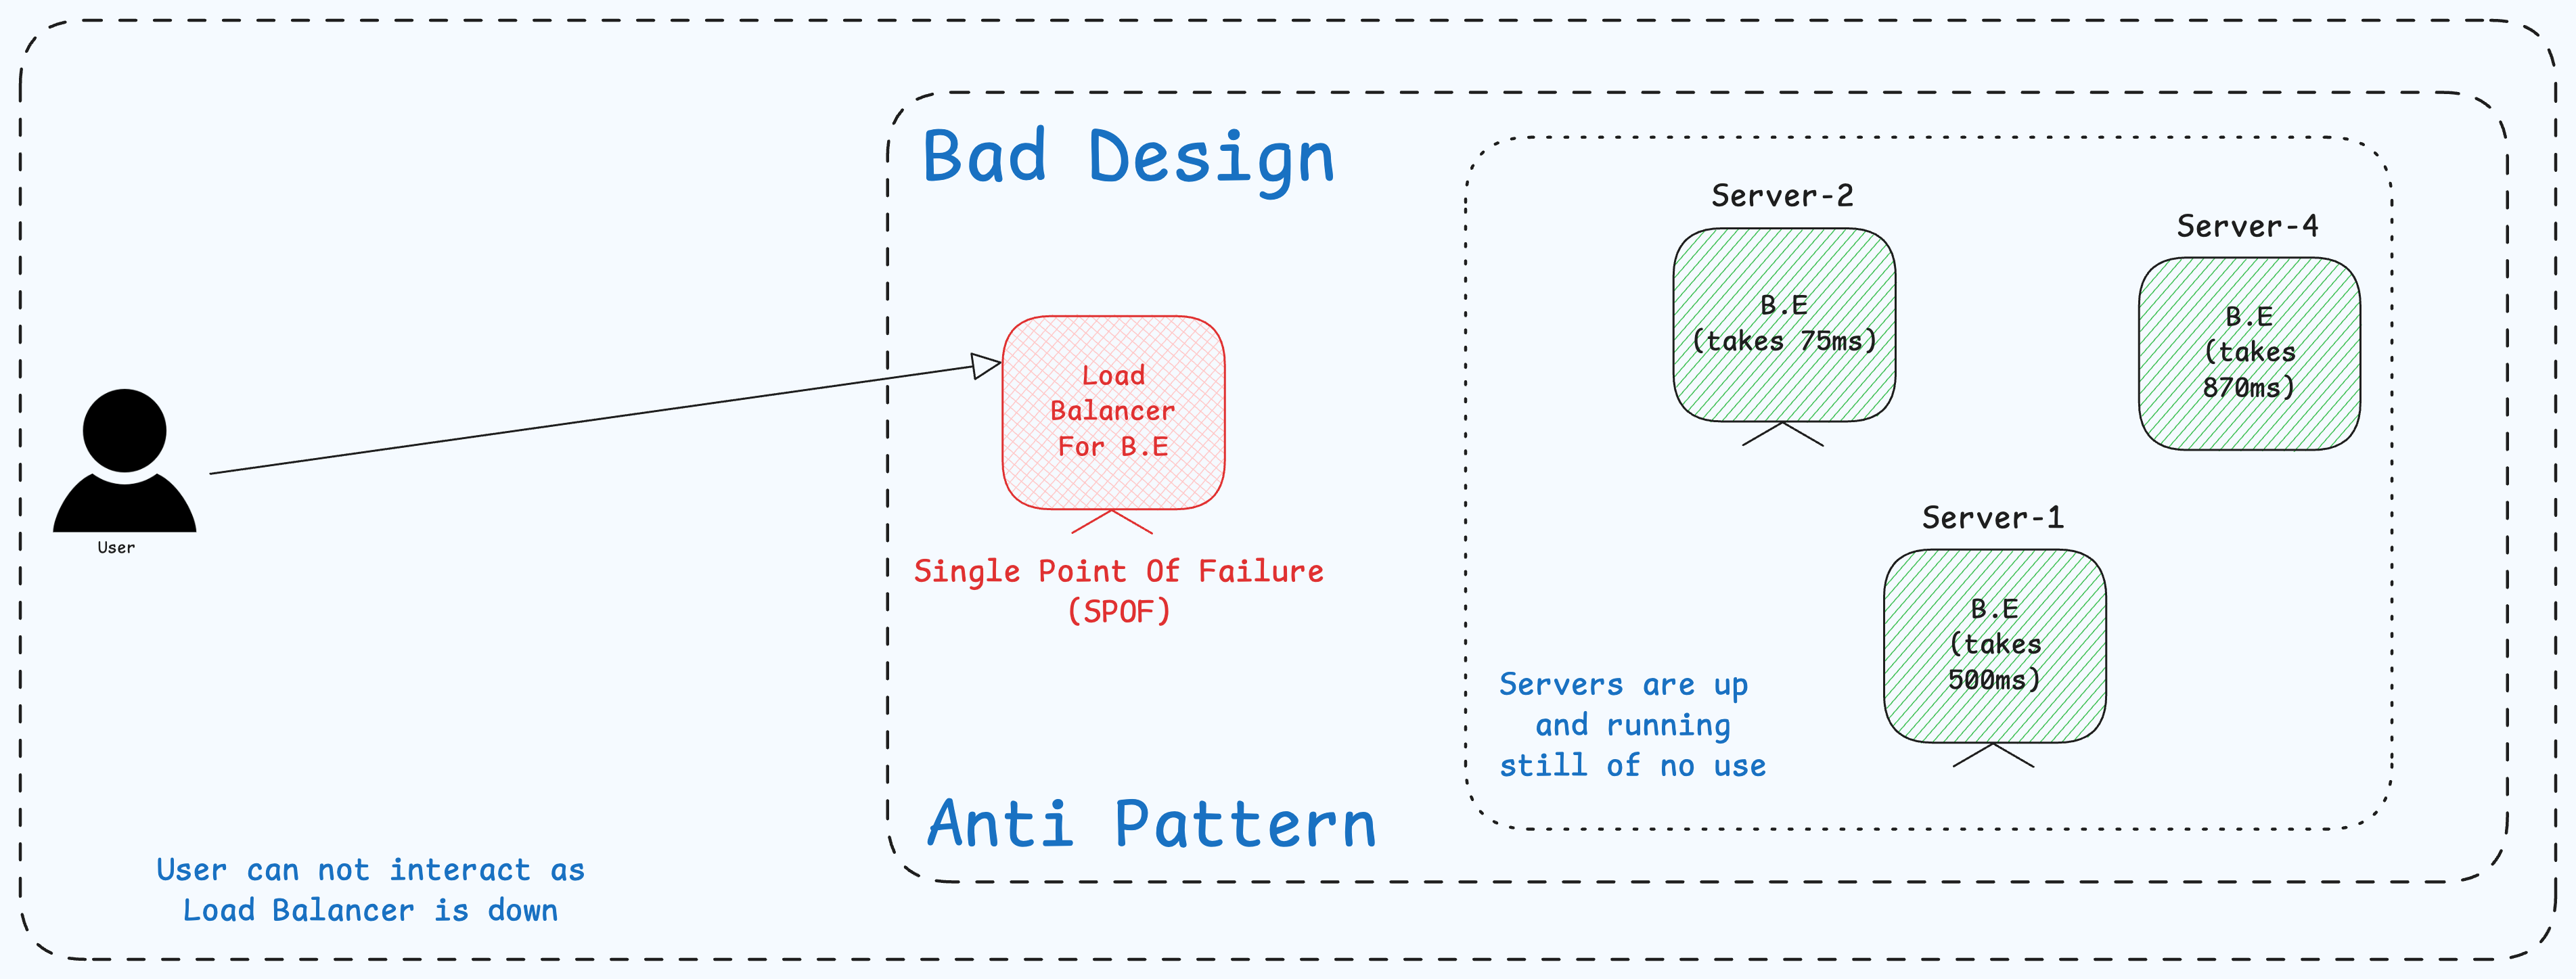 Bad Design
Server-2
Server-4
B.E
(takes 75ms)
B.E
(takes
870ms)
Load
Balancer
For B.E
User
Single Point Of Failure
(SPOF)
Server-1
B.E
(takes
500ms)
Servers are up
and running
still of no use
Anti Pattern
User can not interact as
Load Balancer is down